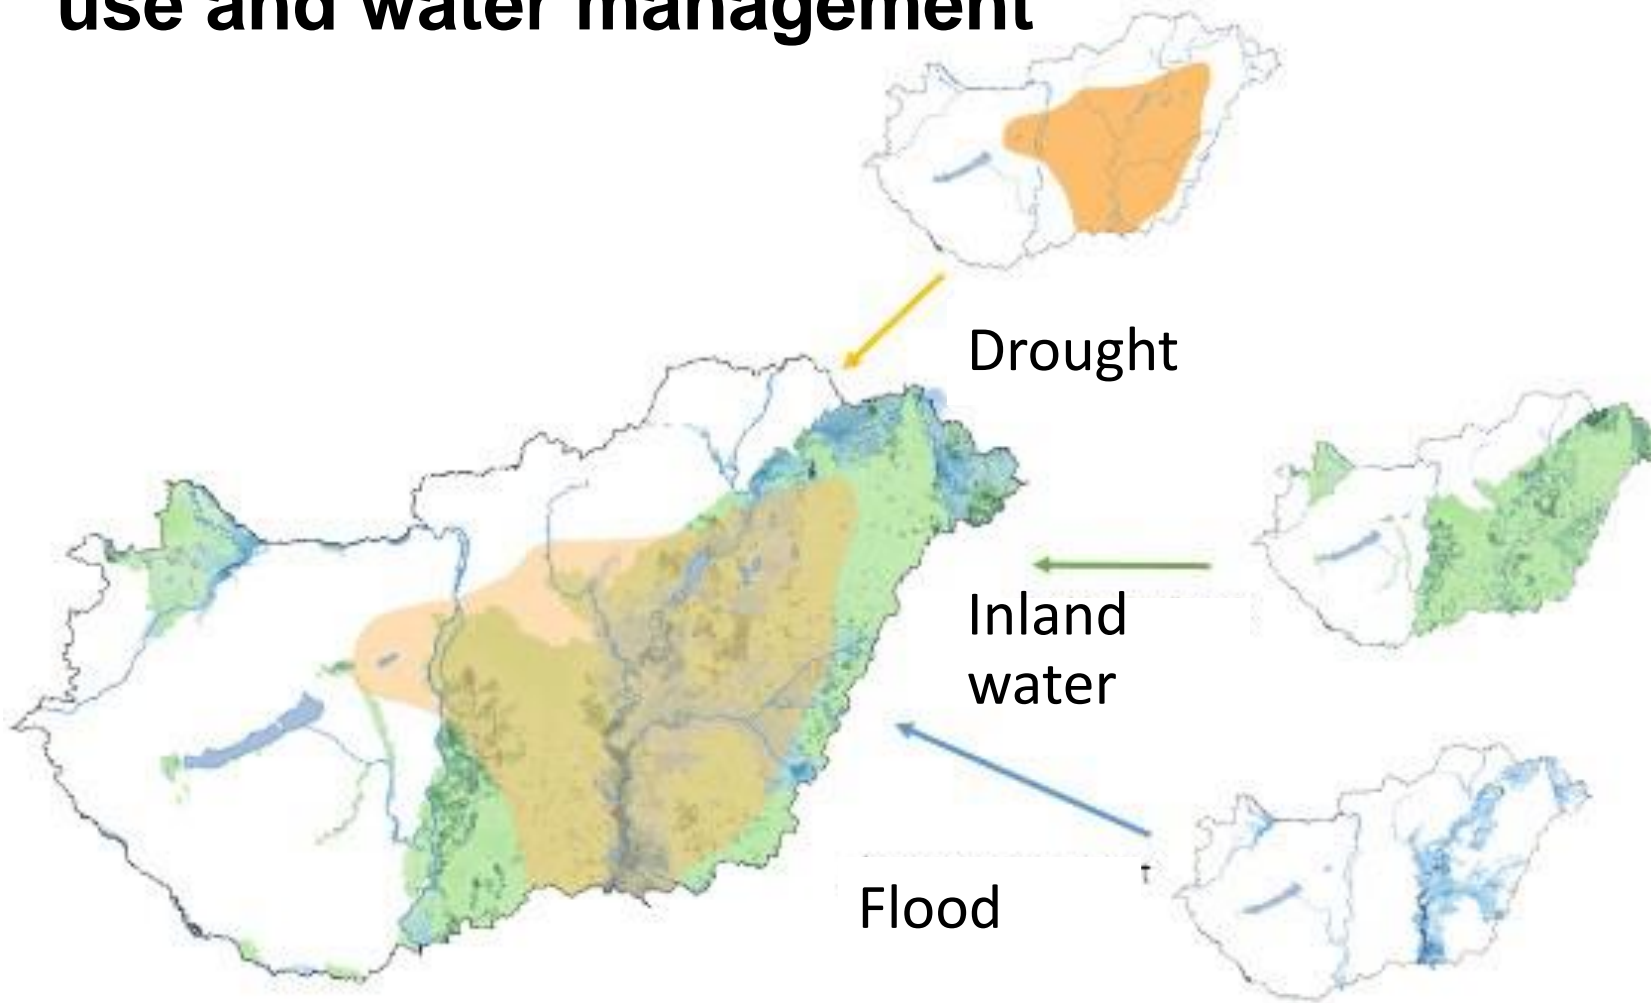 use and water management
Drought
Inland
water
Flood
t